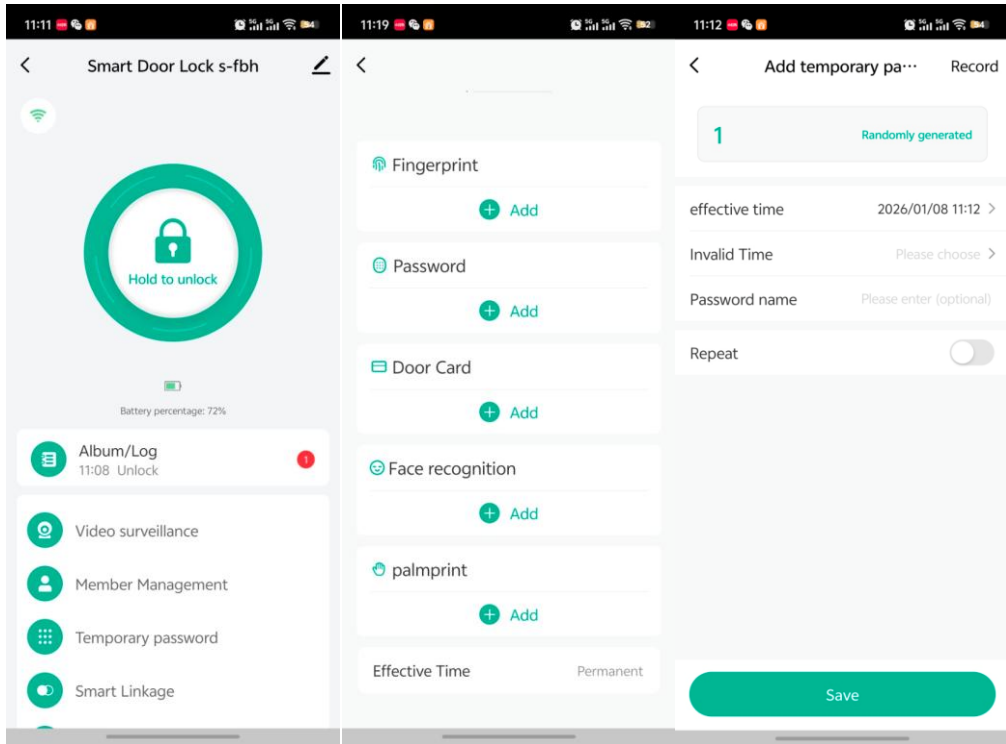 11:11
54
Smart Door Lock s-fbh
Hold to unlock
Battery percentage: 72%
Album/Log
11:08 Unlock
1
Video surveillance
Member Management
Temporary password
Smart Linkage
11:19
52
Fingerprint
Add
Password
Add
Door Card
Add
Face recognition
Add
palmprint
Add
Effective Time Permanent
11:12
54
Add temporary pa··· Record
1 Randomly generated
effective time 2026/01/08 11:12
Invalid Time Please choose
Password name Please enter (optional)
Repeat
Save